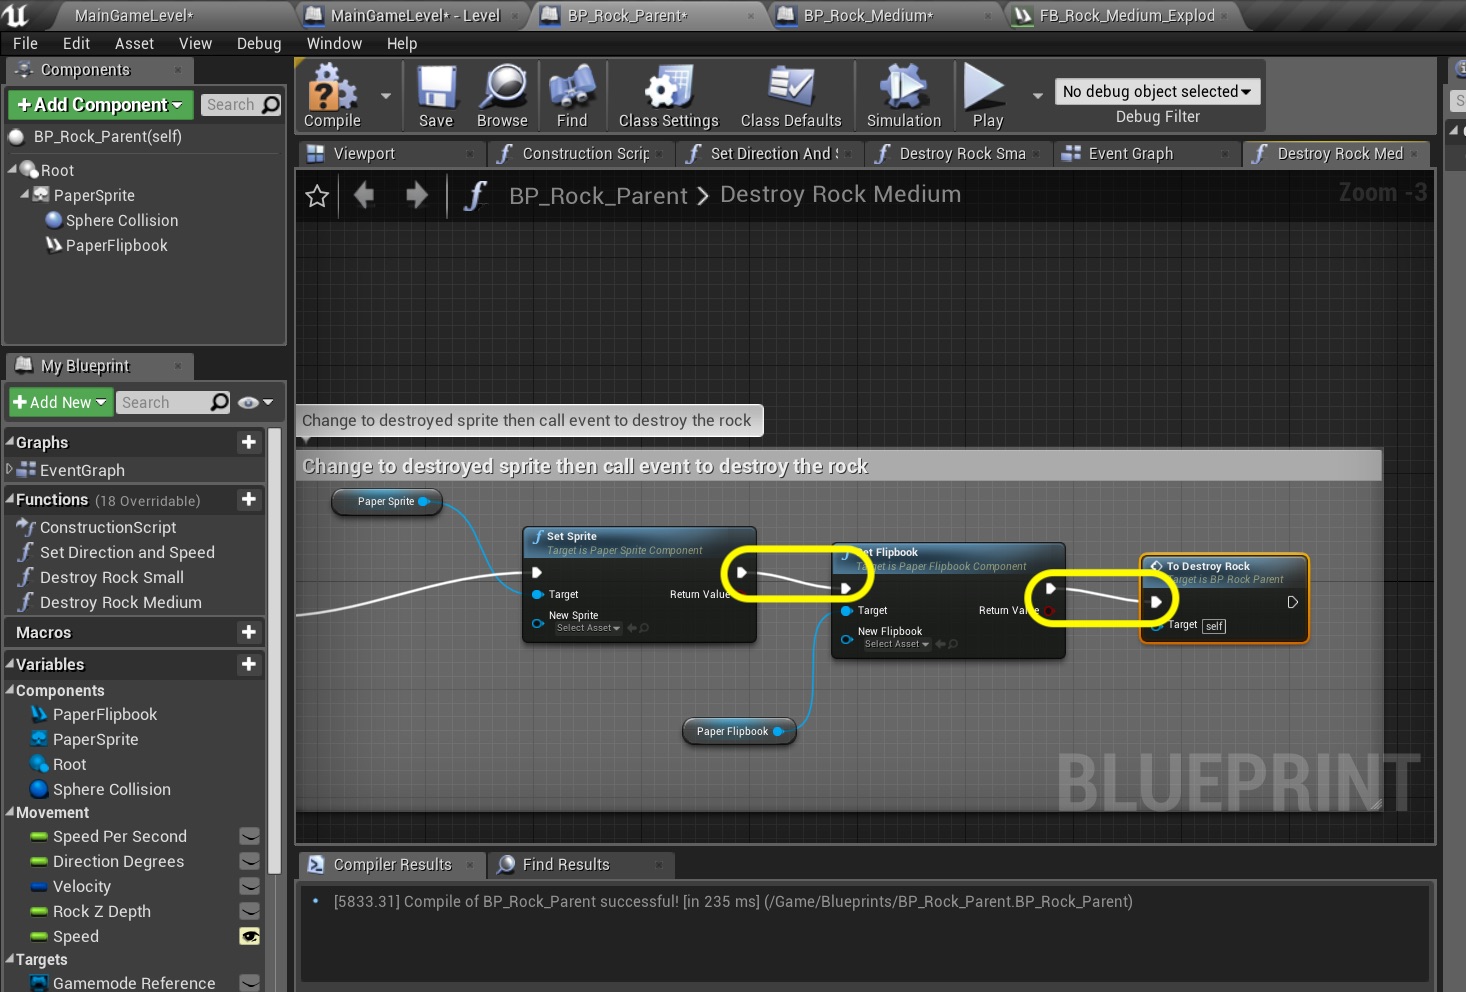 MainGameLevel*
MainGameLevel* - Level
BP_Rock_Parent*
BP_Rock_Medium*
FB_Rock_Medium_Explod
File
Edit
Asset
View
Debug
Window
Help
Components
+Add Component
Search
BP_Rock_Parent(self)
Root
PaperSprite
Sphere Collision
PaperFlipbook
Compile
Save
Browse
Find
Class Settings
Class Defaults
Simulation
Play
No debug object selected
Debug Filter
Viewport
Construction Scrip
Set Direction And S
Destroy Rock Sma
Event Graph
Destroy Rock Med
BP_Rock_Parent > Destroy Rock Medium
Zoom -3
My Blueprint
+Add New
Search
Graphs
EventGraph
Functions (18 Overridable)
ConstructionScript
Set Direction and Speed
Destroy Rock Small
Destroy Rock Medium
Macros
Variables
Components
PaperFlipbook
PaperSprite
Root
Sphere Collision
Movement
Speed Per Second
Direction Degrees
Velocity
Rock Z Depth
Speed
Targets
Gamemode Reference
Change to destroyed sprite then call event to destroy the rock
Change to destroyed sprite then call event to destroy the rock
Paper Sprite
Set Sprite
Target is Paper Sprite Component
Target
Return Value
New Sprite
Select Asset
Set Flipbook
Target is Paper Flipbook Component
Target
Return Value
New Flipbook
Select Asset
Paper Flipbook
To Destroy Rock
Target is BP Rock Parent
Target self
BLUEPRINT
Compiler Results
Find Results
[5833.31] Compile of BP_Rock_Parent successful! [in 235 ms] (/Game/Blueprints/BP_Rock_Parent.BP_Rock_Parent)